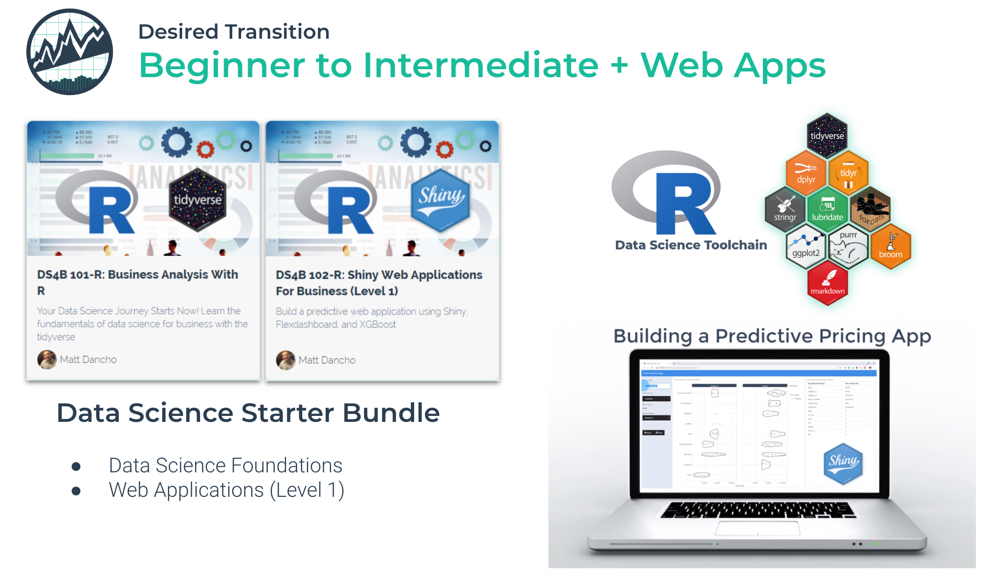 Desired Transition
Beginner to Intermediate + Web Apps
ANALYTICS
R
tidyverse
DS4B 101-R: Business Analysis With
R
Your Data Science Journey Starts Now! Learn the
fundamentals of data science for business with the
tidyverse.
Matt Dancho
ANALYTICS
R
Shiny
DS4B 102-R: Shiny Web Applications
For Business (Level 1)
Build a predictive web application using Shiny,
Flexdashboard, and XGBoost
Matt Dancho
Data Science Starter Bundle
● Data Science Foundations
● Web Applications (Level 1)
R
Data Science Toolchain
tidyverse
dplyr
tidyr
stringr
lubridate
forcats
ggplot2
purrr
broom
rmarkdown
Building a Predictive Pricing App
Shiny